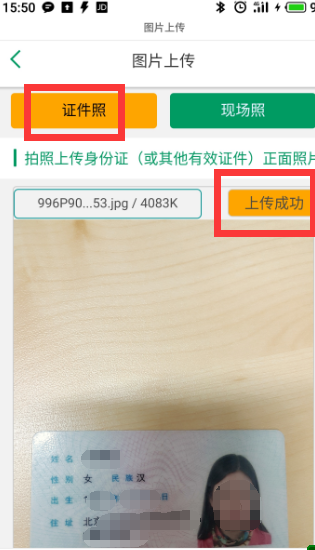 15:50
图片上传
图片上传
证件照 现场照
拍照上传身份证（或其他有效证件）正面照片
996P90...53.jpg / 4083K 上传成功
姓 名
性 别 女 民 族 汉
出 生
住 址 北